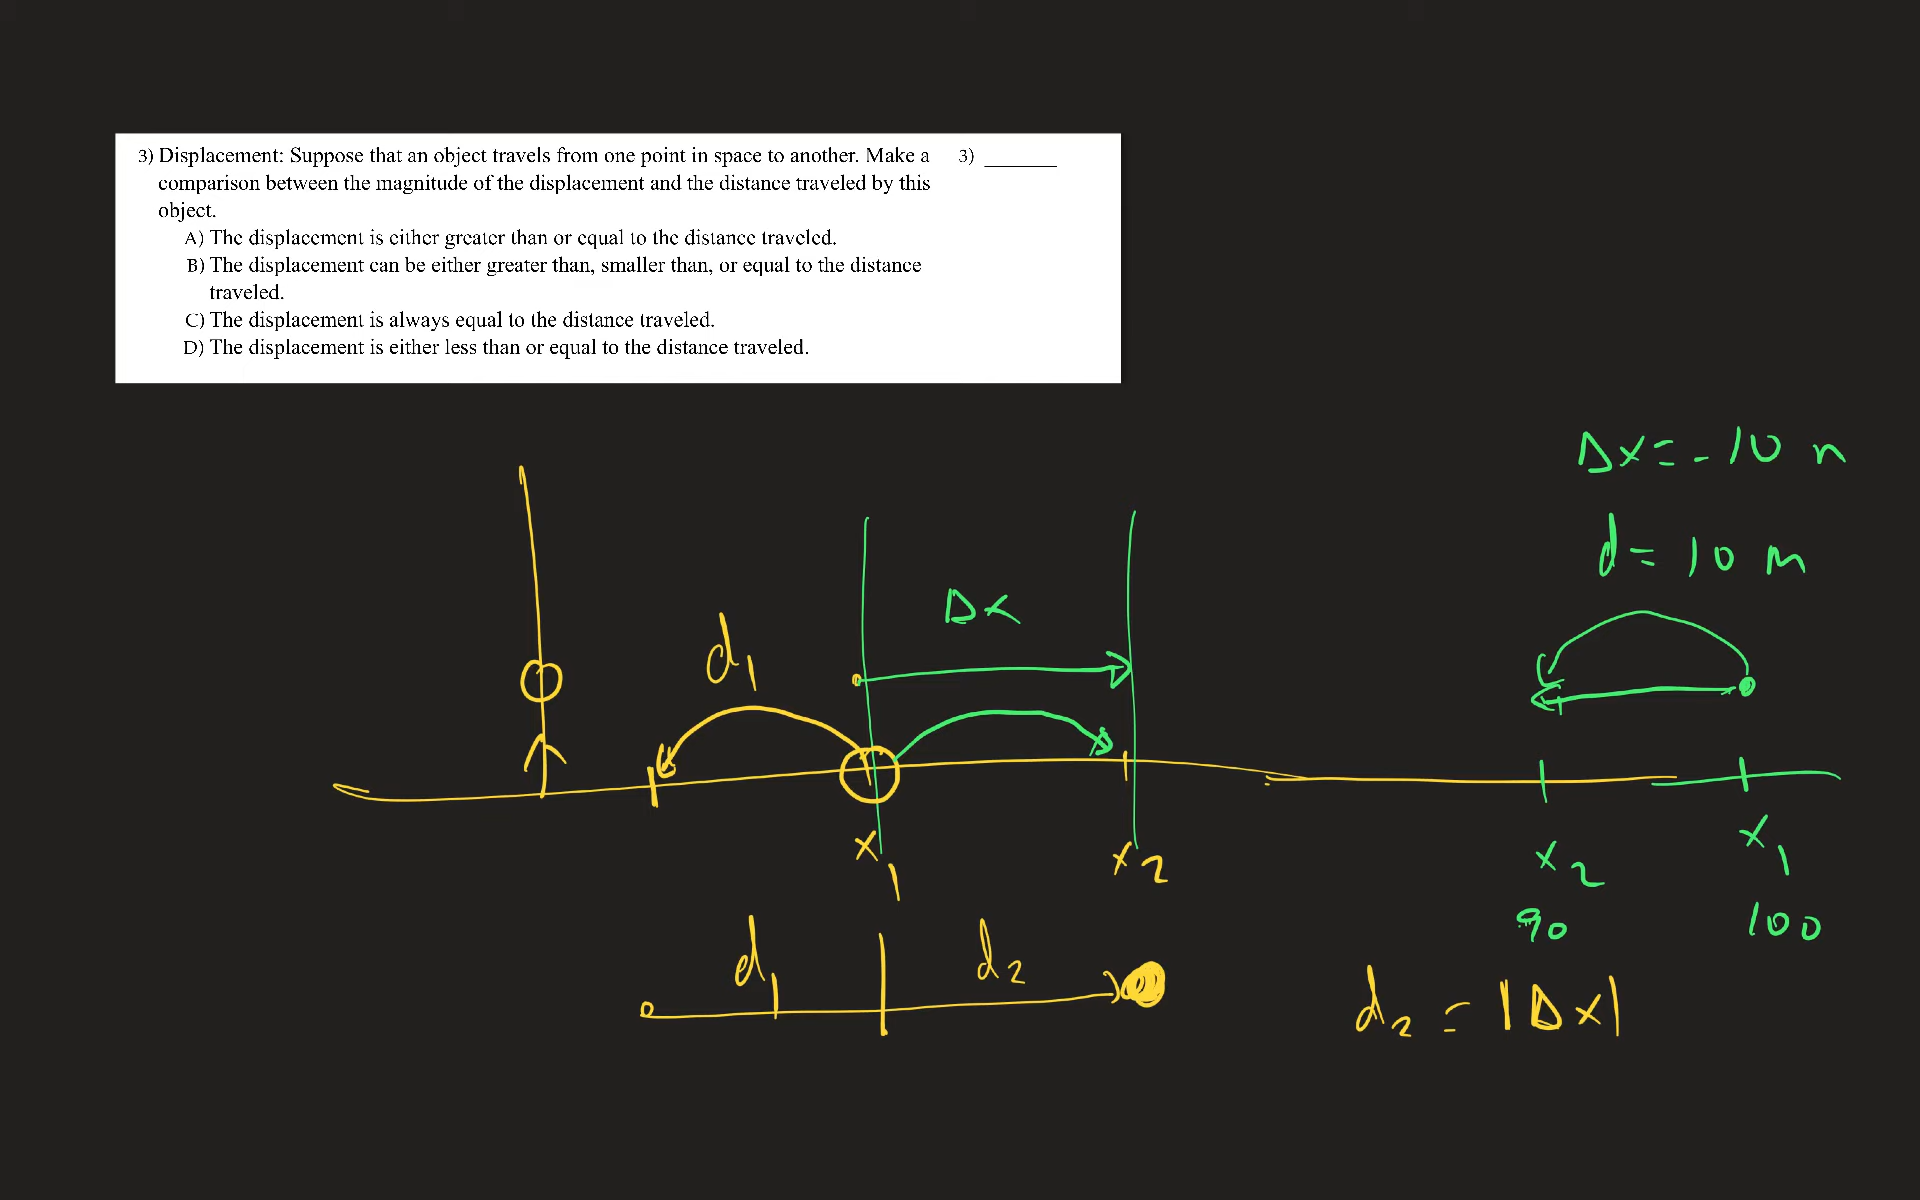 3) Displacement: Suppose that an object travels from one point in space to another. Make a 3) _______
comparison between the magnitude of the displacement and the distance traveled by this
object.
A) The displacement is either greater than or equal to the distance traveled.
B) The displacement can be either greater than, smaller than, or equal to the distance
traveled.
C) The displacement is always equal to the distance traveled.
D) The displacement is either less than or equal to the distance traveled.
Δx = -10 m
d = 10 m
Δx
d₁
x₁
x₂
x₂
x₁
90
100
d₁
d₂
d₂ = |Δx|